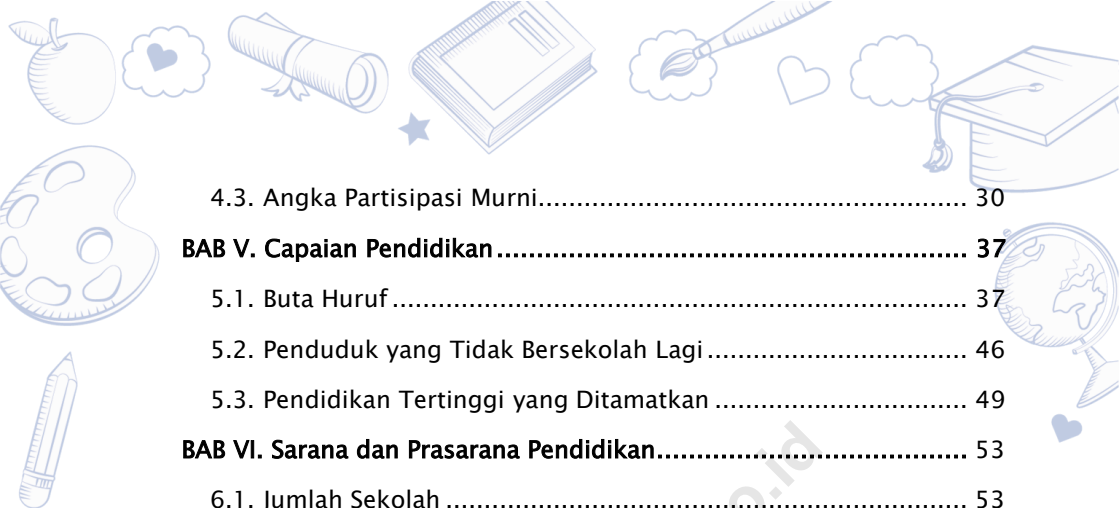 4.3. Angka Partisipasi Murni................................................................ 30
BAB V. Capaian Pendidikan...................................................................... 37
5.1. Buta Huruf..................................................................................... 37
5.2. Penduduk yang Tidak Bersekolah Lagi...................................... 46
5.3. Pendidikan Tertinggi yang Ditamatkan..................................... 49
BAB VI. Sarana dan Prasarana Pendidikan.............................................. 53
6.1. Jumlah Sekolah.............................................................................. 53